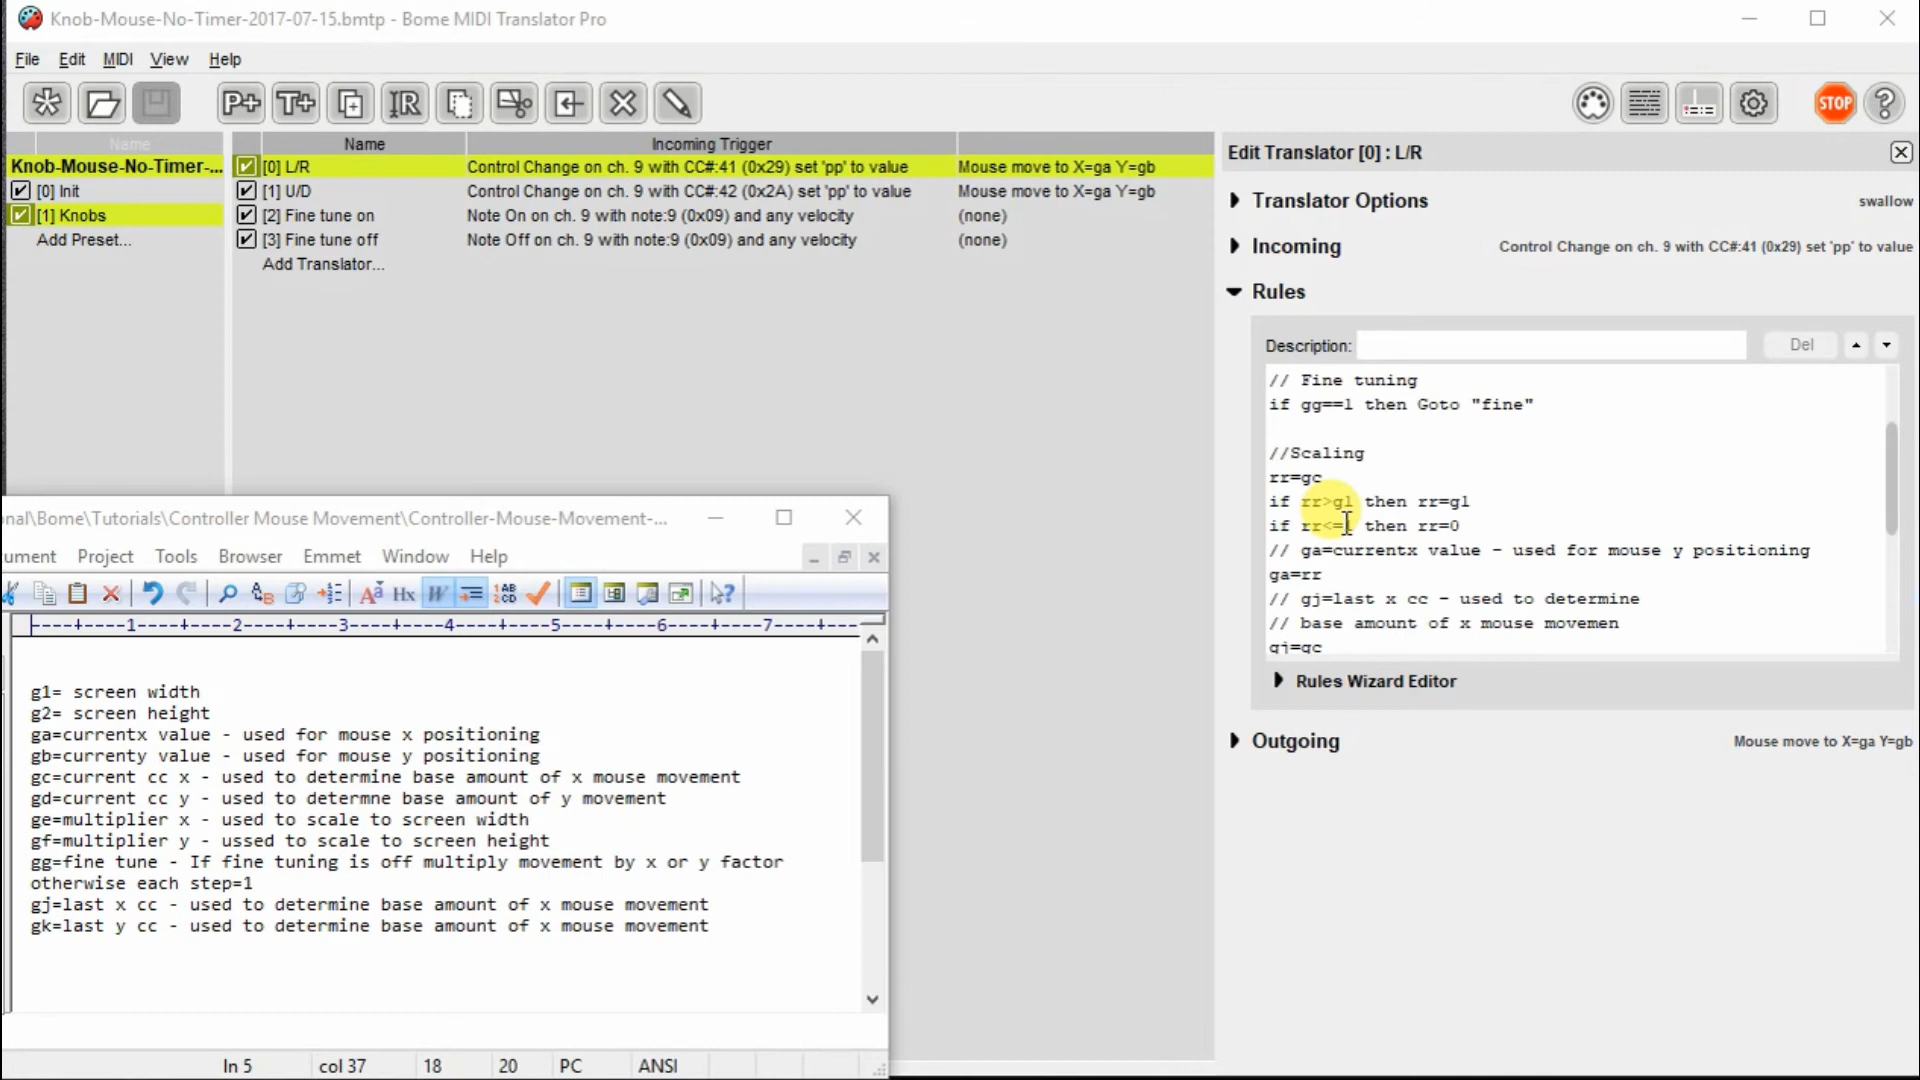 Knob-Mouse-No-Timer-2017-07-15.bmtp - Bome MIDI Translator Pro
File Edit MIDI View Help
P+ T+ IR STOP ?
Name
Knob-Mouse-No-Timer-...
[0] Init
[1] Knobs
Add Preset...
Name Incoming Trigger
[0] L/R Control Change on ch. 9 with CC#:41 (0x29) set 'pp' to value Mouse move to X=ga Y=gb
[1] U/D Control Change on ch. 9 with CC#:42 (0x2A) set 'pp' to value Mouse move to X=ga Y=gb
[2] Fine tune on Note On on ch. 9 with note:9 (0x09) and any velocity (none)
[3] Fine tune off Note Off on ch. 9 with note:9 (0x09) and any velocity (none)
Add Translator...
Edit Translator [0] : L/R
Translator Options swallow
Incoming Control Change on ch. 9 with CC#:41 (0x29) set 'pp' to value
Rules
Description: Del
// Fine tuning
if gg==1 then Goto "fine"
//Scaling
rr=gc
if rr>g1 then rr=g1
if rr<=1 then rr=0
// ga=currentx value - used for mouse y positioning
ga=rr
// gj=last x cc - used to determine
// base amount of x mouse movemen
gj=gc
Rules Wizard Editor
Outgoing Mouse move to X=ga Y=gb
nal\Bome\Tutorials\Controller Mouse Movement\Controller-Mouse-Movement-...
ument Project Tools Browser Emmet Window Help
Hx W
1 2 3 4 5 6 7
g1= screen width
g2= screen height
ga=currentx value - used for mouse x positioning
gb=currenty value - used for mouse y positioning
gc=current cc x - used to determine base amount of x mouse movement
gd=current cc y - used to determne base amount of y movement
ge=multiplier x - used to scale to screen width
gf=multiplier y - ussed to scale to screen height
gg=fine tune - If fine tuning is off multiply movement by x or y factor
otherwise each step=1
gj=last x cc - used to determine base amount of x mouse movement
gk=last y cc - used to determine base amount of x mouse movement
ln 5 col 37 18 20 PC ANSI